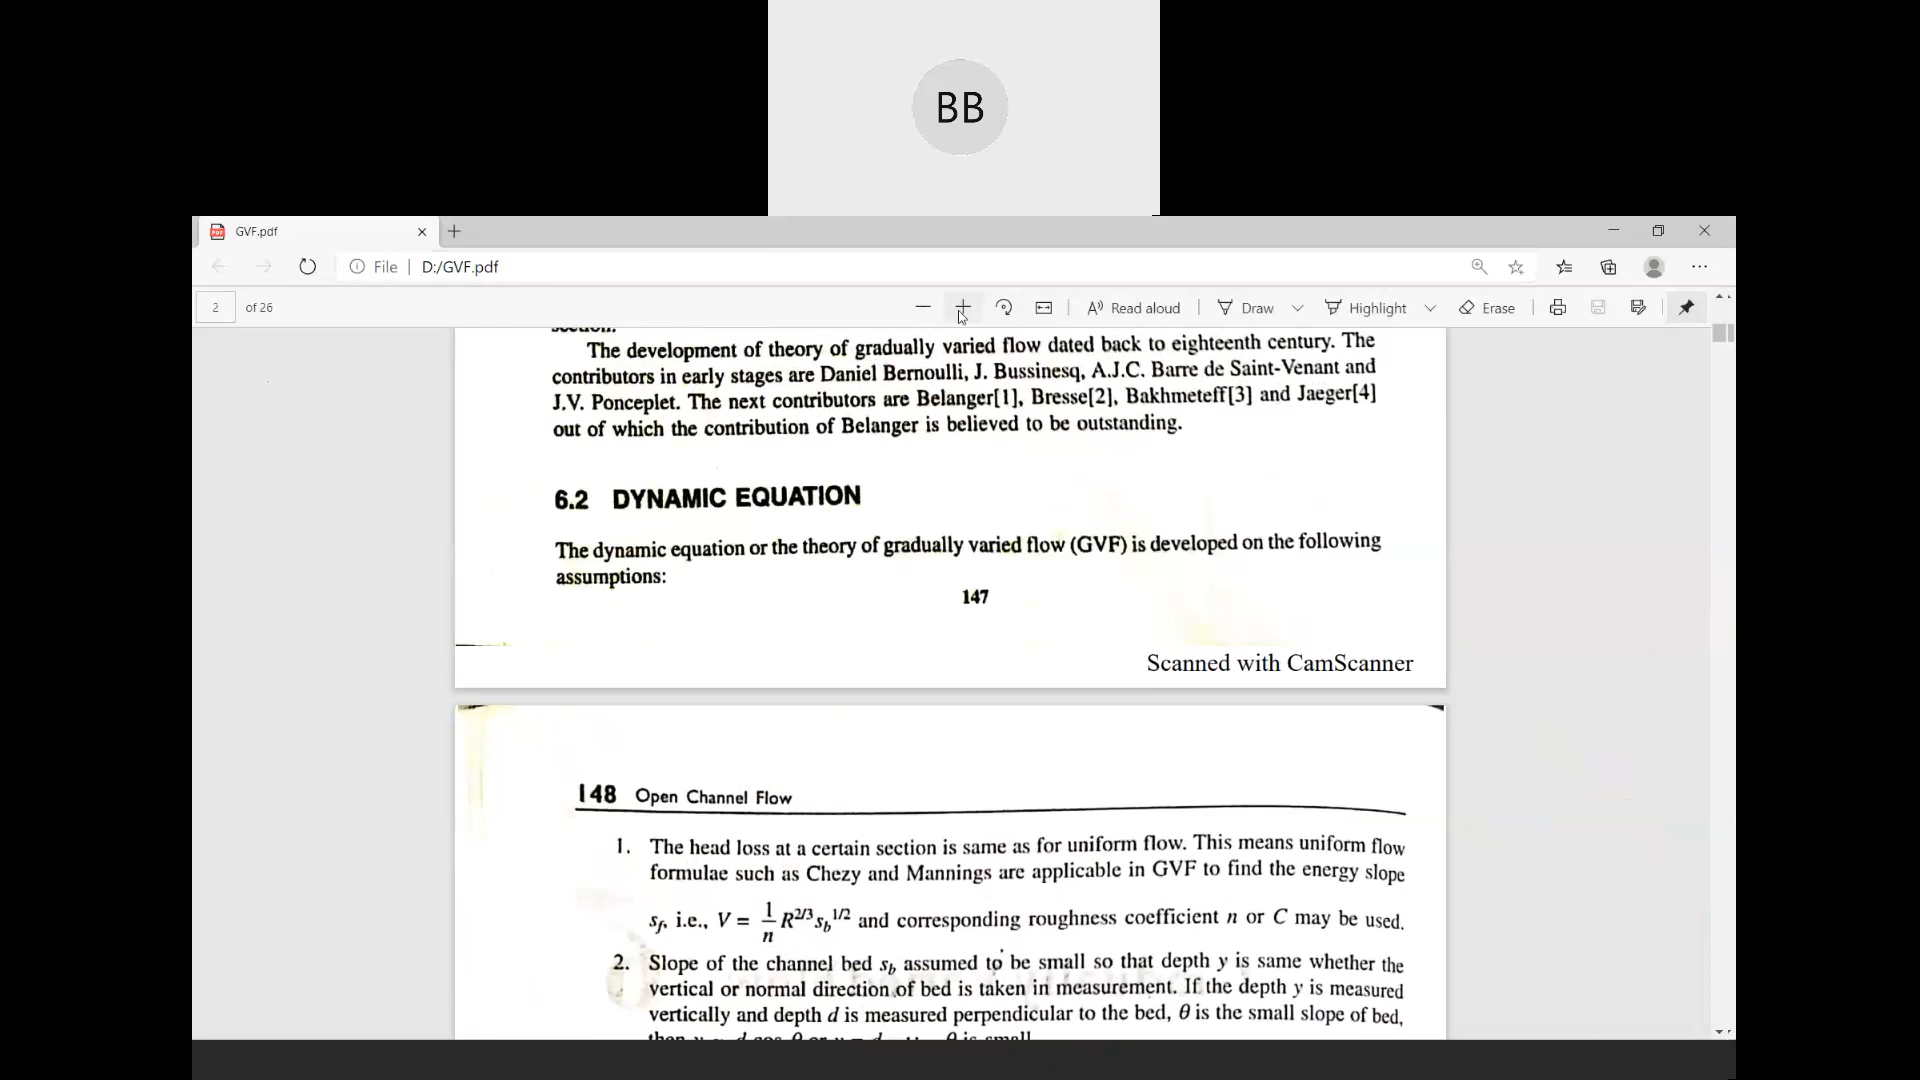 BB
GVF.pdf
File | D:/GVF.pdf
2 of 26
Read aloud
Draw
Highlight
Erase
section.
The development of theory of gradually varied flow dated back to eighteenth century. The
contributors in early stages are Daniel Bernoulli, J. Bussinesq, A.J.C. Barre de Saint-Venant and
J.V. Ponceplet. The next contributors are Belanger[1], Bresse[2], Bakhmeteff[3] and Jaeger[4]
out of which the contribution of Belanger is believed to be outstanding.
6.2 DYNAMIC EQUATION
The dynamic equation or the theory of gradually varied flow (GVF) is developed on the following
assumptions:
147
Scanned with CamScanner
148 Open Channel Flow
1. The head loss at a certain section is same as for uniform flow. This means uniform flow
formulae such as Chezy and Mannings are applicable in GVF to find the energy slope
s_f, i.e., V = 1/n R^2/3 s_b^1/2 and corresponding roughness coefficient n or C may be used.
2. Slope of the channel bed s_b assumed to be small so that depth y is same whether the
vertical or normal direction of bed is taken in measurement. If the depth y is measured
vertically and depth d is measured perpendicular to the bed, θ is the small slope of bed,